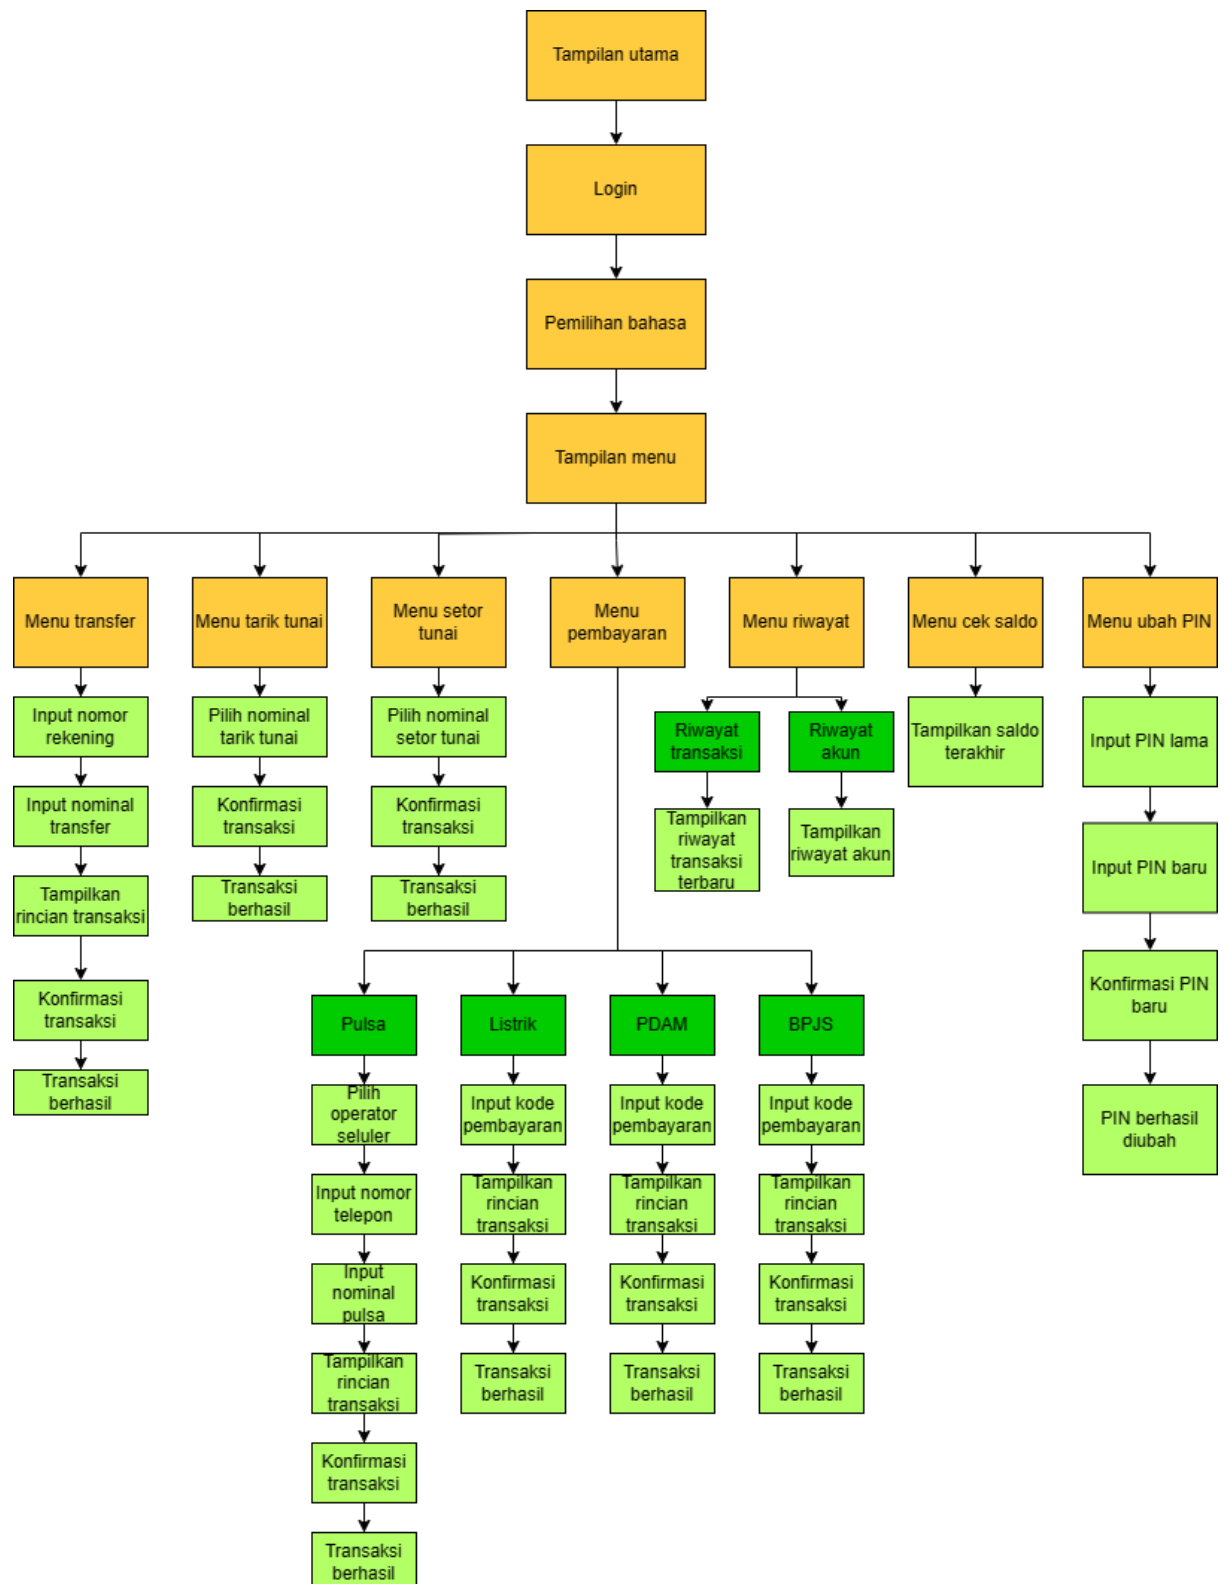 Tampilan utama
Login
Pemilihan bahasa
Tampilan menu
Menu transfer
Menu tarik tunai
Menu setor
tunai
Menu
pembayaran
Menu riwayat
Menu cek saldo
Menu ubah PIN
Input nomor
rekening
Input nominal
transfer
Tampilkan
rincian transaksi
Konfirmasi
transaksi
Transaksi
berhasil
Pilih nominal
tarik tunai
Konfirmasi
transaksi
Transaksi
berhasil
Pilih nominal
setor tunai
Konfirmasi
transaksi
Transaksi
berhasil
Riwayat
transaksi
Tampilkan
riwayat
transaksi
terbaru
Riwayat
akun
Tampilkan
riwayat akun
Tampilkan saldo
terakhir
Input PIN lama
Input PIN baru
Konfirmasi PIN
baru
PIN berhasil
diubah
Pulsa
Pilih
operator
seluler
Input nomor
telepon
Input
nominal
pulsa
Tampilkan
rincian
transaksi
Konfirmasi
transaksi
Transaksi
berhasil
Listrik
Input kode
pembayaran
Tampilkan
rincian
transaksi
Konfirmasi
transaksi
Transaksi
berhasil
PDAM
Input kode
pembayaran
Tampilkan
rincian
transaksi
Konfirmasi
transaksi
Transaksi
berhasil
BPJS
Input kode
pembayaran
Tampilkan
rincian
transaksi
Konfirmasi
transaksi
Transaksi
berhasil